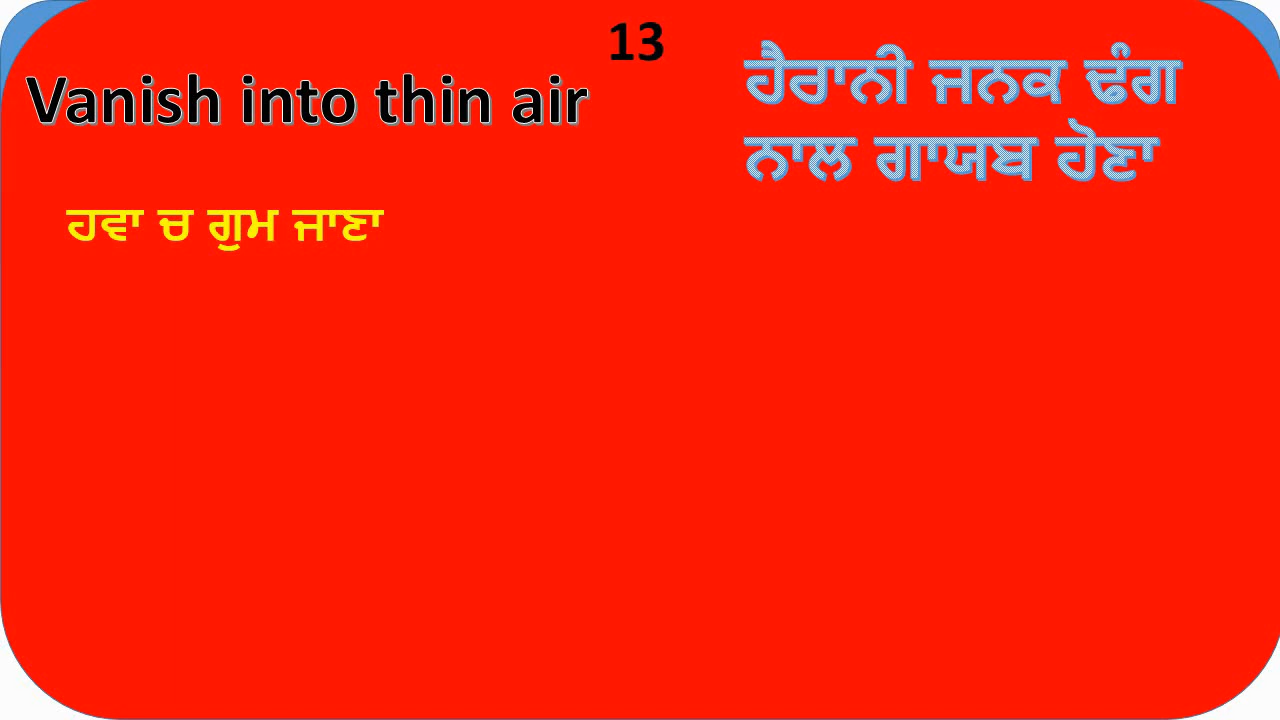 13
Vanish into thin air
ਹੈਰਾਨੀ ਜਨਕ ਢੰਗ
ਨਾਲ ਗਾਯਬ ਹੋਣਾ
ਹਵਾ ਚ ਗੁਮ ਜਾਣਾ